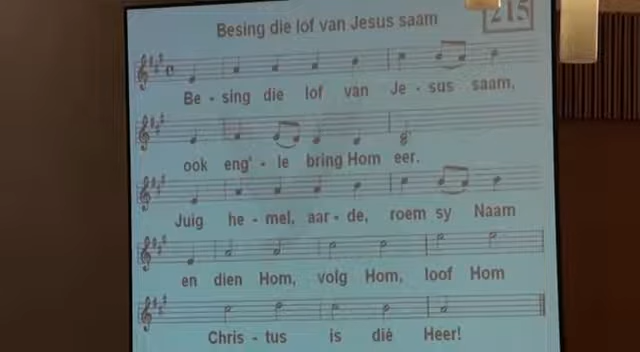 Besing die lof van Jesus saam
215
Be - sing die lof van Je - sus saam,
ook eng' - le bring Hom eer.
Juig he - mel, aar - de, roem sy Naam
en dien Hom, volg Hom, loof Hom
Chris - tus is dié Heer!